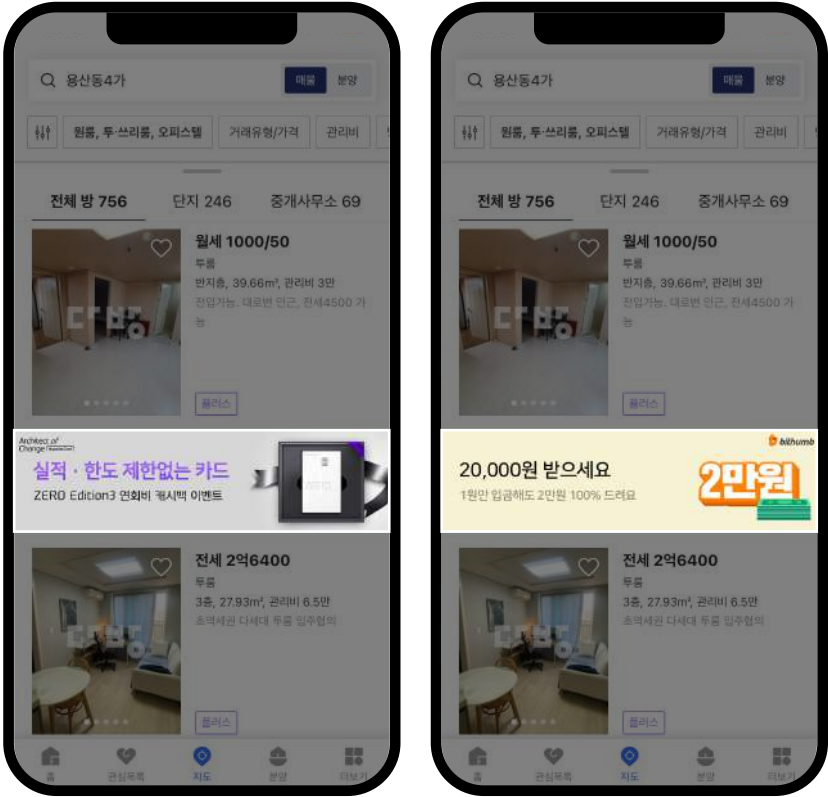 용산동4가
매물
분양
원룸, 투·쓰리룸, 오피스텔
거래유형/가격
관리비
전체 방 756
단지 246
중개사무소 69
다방
월세 1000/50
투룸
반지층, 39.66m², 관리비 3만
전입가능. 대로변 인근, 전세4500 가
능
플러스
Architect of
Change
실적 · 한도 제한없는 카드
ZERO Edition3 연회비 캐시백 이벤트
다방
전세 2억6400
투룸
3층, 27.93m², 관리비 6.5만
초역세권 다세대 투룸 입주협의
플러스
홈
관심목록
지도
분양
더보기
용산동4가
매물
분양
원룸, 투·쓰리룸, 오피스텔
거래유형/가격
관리비
전체 방 756
단지 246
중개사무소 69
다방
월세 1000/50
투룸
반지층, 39.66m², 관리비 3만
전입가능. 대로변 인근, 전세4500 가
능
플러스
bithumb
20,000원 받으세요
1원만 입금해도 2만원 100% 드려요
2만원
다방
전세 2억6400
투룸
3층, 27.93m², 관리비 6.5만
초역세권 다세대 투룸 입주협의
플러스
홈
관심목록
지도
분양
더보기